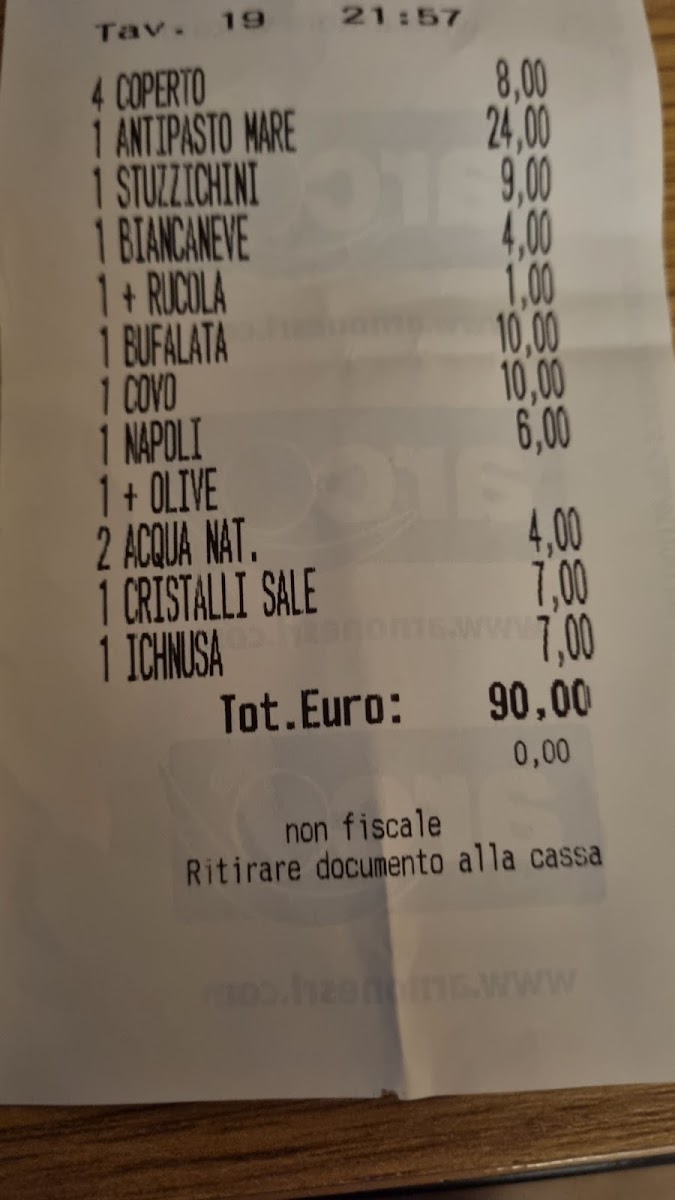 Tav. 19 21:57
4 COPERTO 8,00
1 ANTIPASTO MARE 24,00
1 STUZZICHINI 9,00
1 BIANCANEVE 4,00
1 + RUCOLA 1,00
1 BUFALATA 10,00
1 COVO 10,00
1 NAPOLI 6,00
1 + OLIVE
2 ACQUA NAT. 4,00
1 CRISTALLI SALE 7,00
1 ICHNUSA 7,00
Tot.Euro: 90,00
0,00
non fiscale
Ritirare documento alla cassa